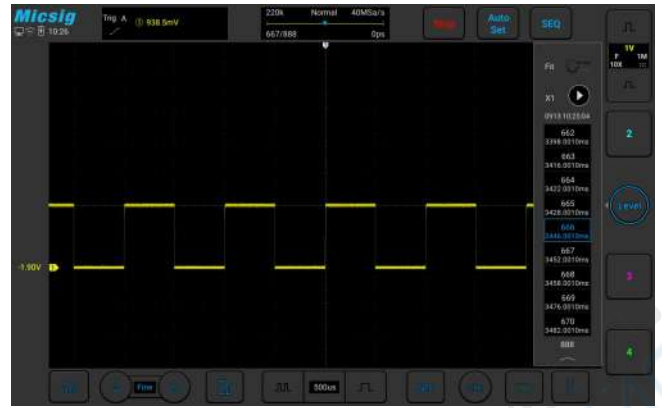 Micsig
10:26
Trig A 1 938.5mV
220k Normal 40MSa/s
667/888 0ps
Auto
Set
SEQ
1V
F 1M
10X
Fit
X1
0913 10:25:04
662
3398.0010ms
663
3416.0010ms
664
3422.0010ms
665
3428.0010ms
666
3446.0010ms
667
3452.0010ms
668
3458.0010ms
669
3476.0010ms
670
3482.0010ms
888
2
Level
3
4
-1.90V 1
Fine
500us